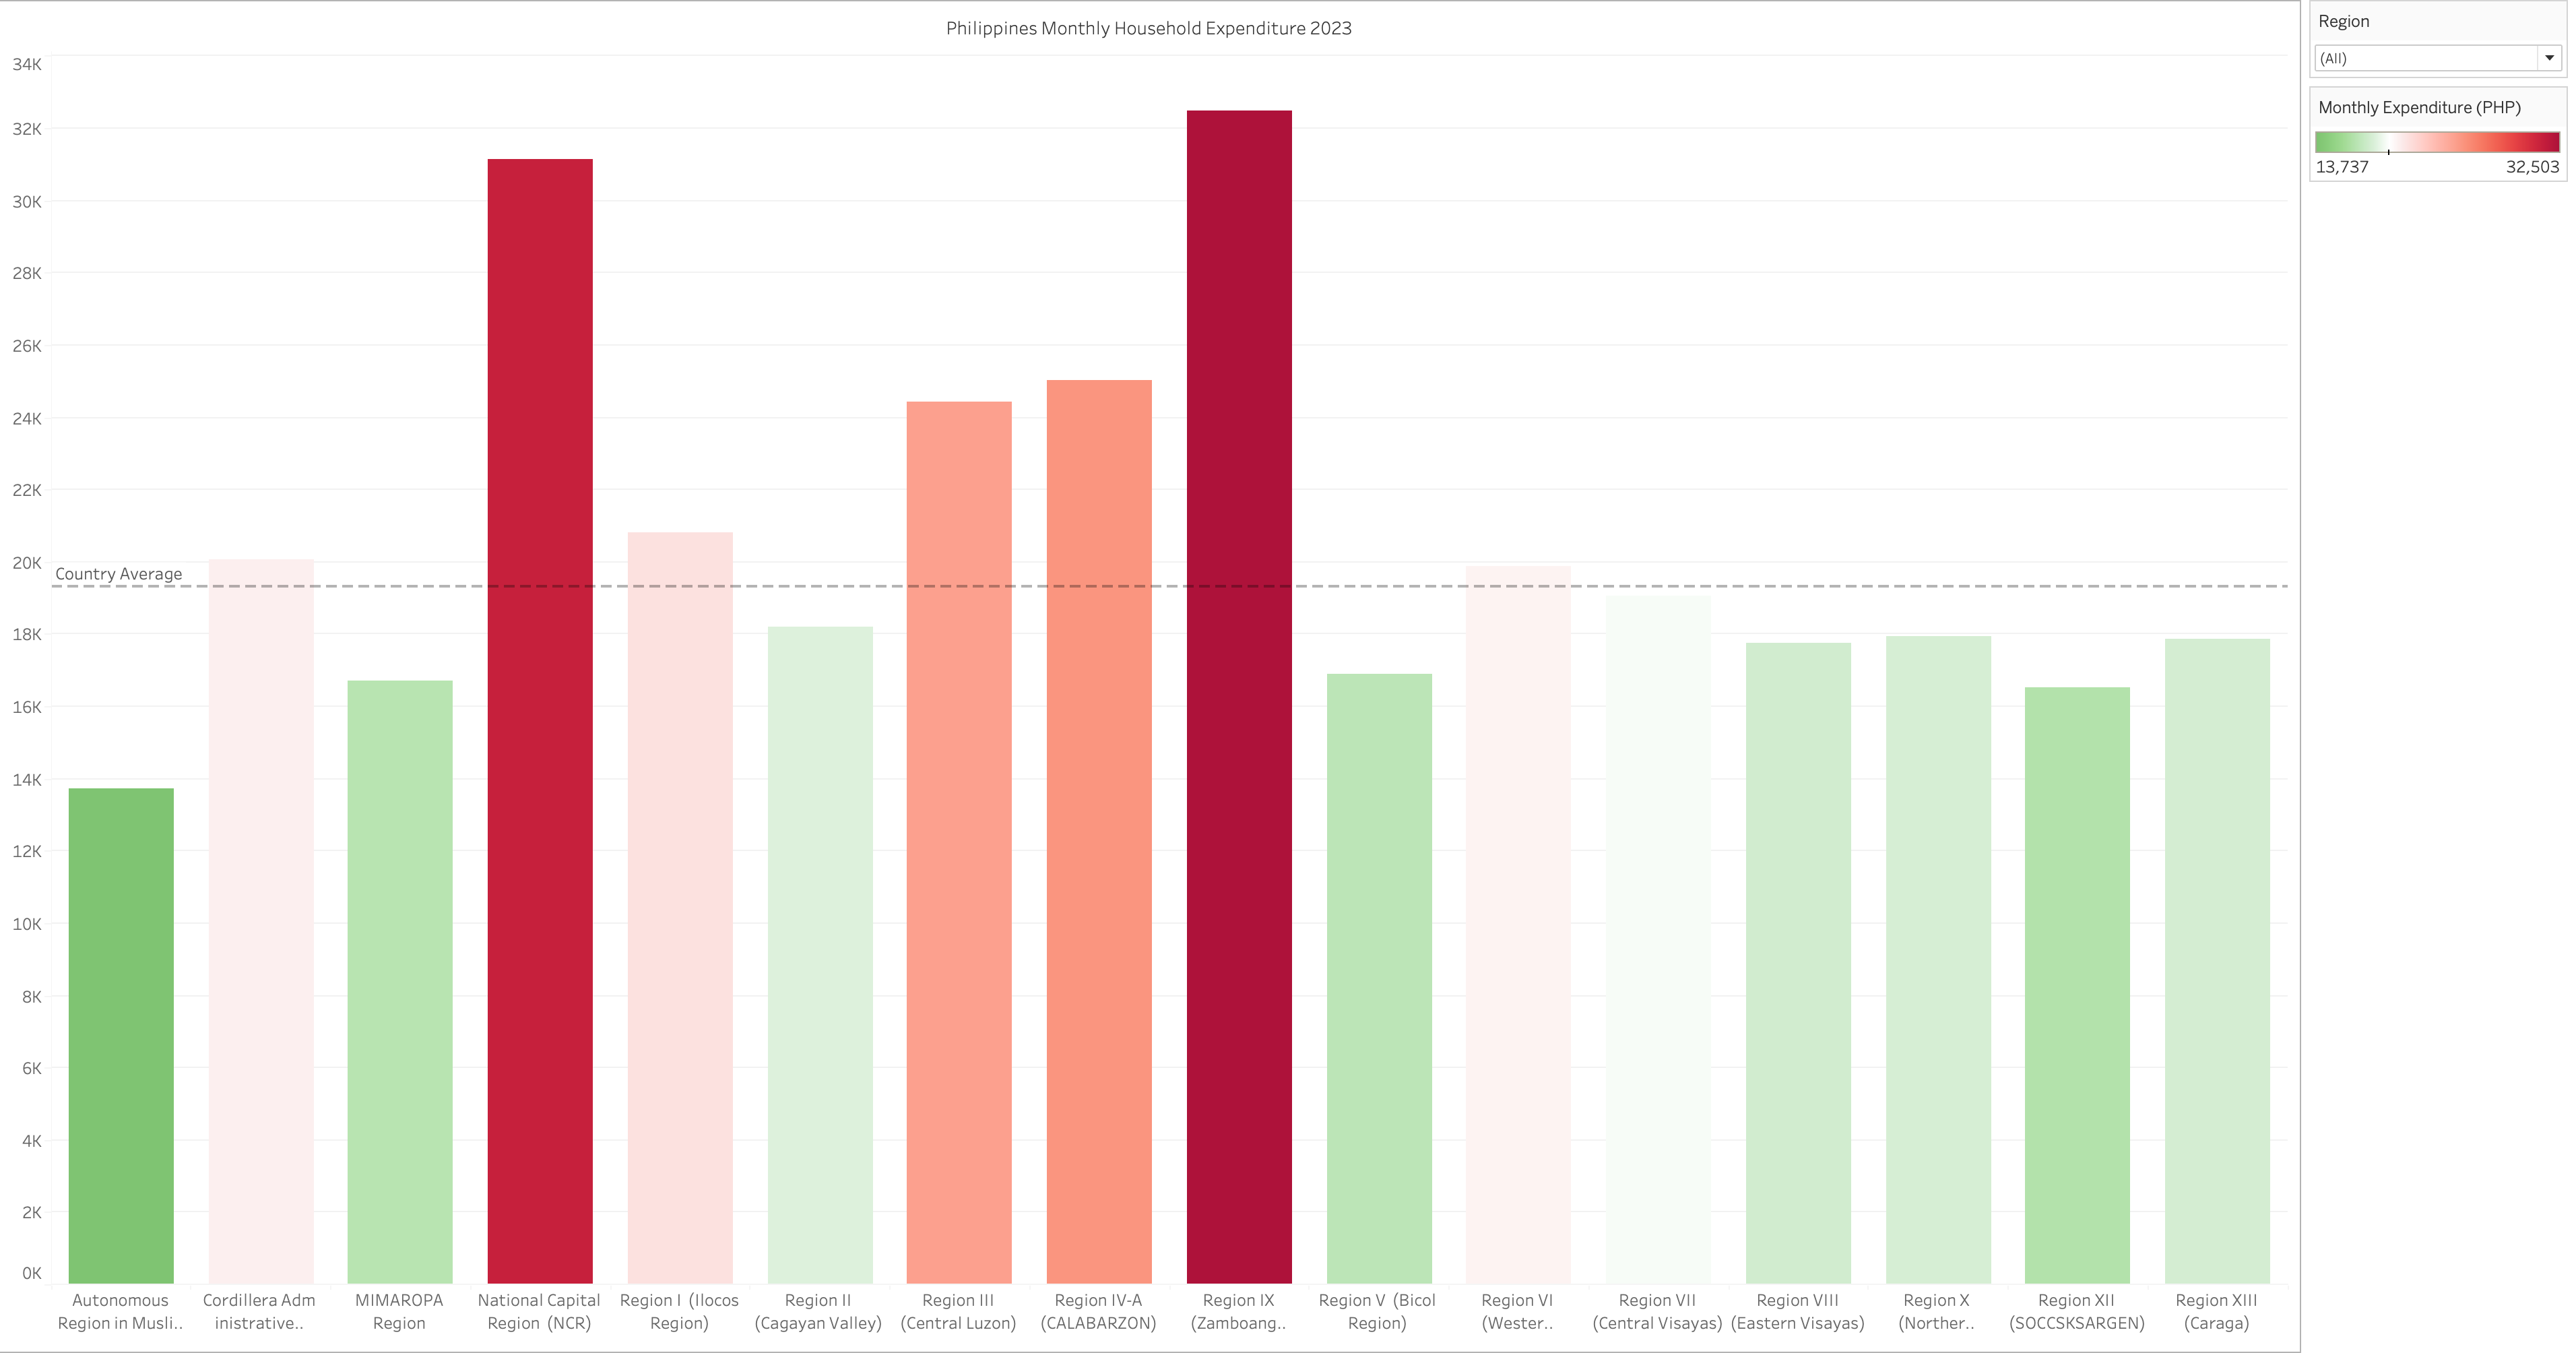 Philippines Monthly Household Expenditure 2023
34K
32K
30K
28K
26K
24K
22K
20K
18K
16K
14K
12K
10K
8K
6K
4K
2K
0K
Country Average
Autonomous
Region in Musli..
Cordillera Adm
inistrative..
MIMAROPA
Region
National Capital
Region (NCR)
Region I (Ilocos
Region)
Region II
(Cagayan Valley)
Region III
(Central Luzon)
Region IV-A
(CALABARZON)
Region IX
(Zamboang..
Region V (Bicol
Region)
Region VI
(Wester..
Region VII
(Central Visayas)
Region VIII
(Eastern Visayas)
Region X
(Norther..
Region XII
(SOCCSKSARGEN)
Region XIII
(Caraga)
Region
(All)
Monthly Expenditure (PHP)
13,737 32,503